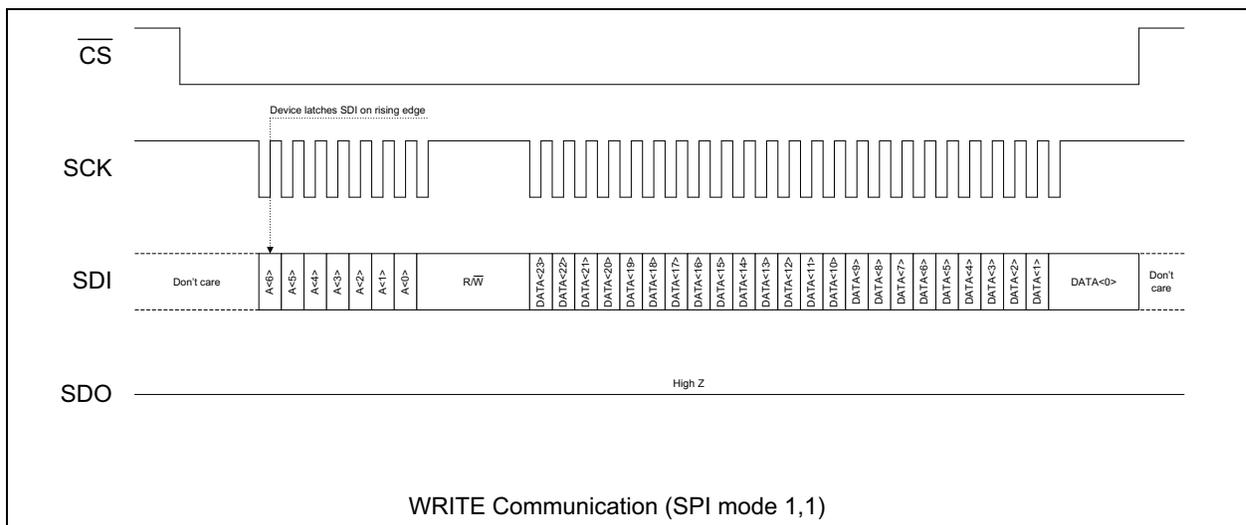 CS
Device latches SDI on rising edge
SCK
SDI
Don't care
A<6>
A<5>
A<4>
A<3>
A<2>
A<1>
A<0>
R/W
DATA<23>
DATA<22>
DATA<21>
DATA<20>
DATA<19>
DATA<18>
DATA<17>
DATA<16>
DATA<15>
DATA<14>
DATA<13>
DATA<12>
DATA<11>
DATA<10>
DATA<9>
DATA<8>
DATA<7>
DATA<6>
DATA<5>
DATA<4>
DATA<3>
DATA<2>
DATA<1>
DATA<0>
Don't
care
SDO
High Z
WRITE Communication (SPI mode 1,1)